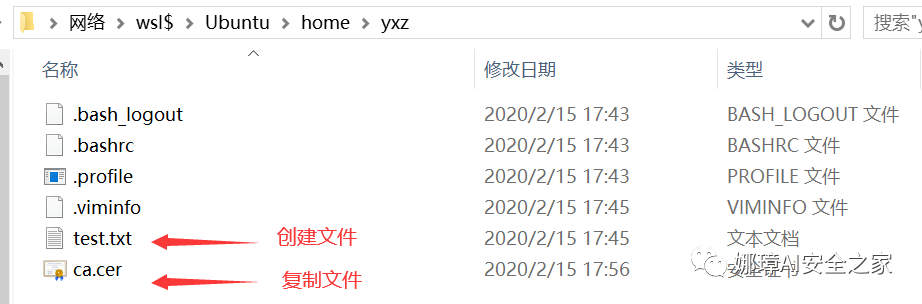 网络 > wsl$ > Ubuntu > home > yxz 搜索"y
名称 修改日期 类型
.bash_logout 2020/2/15 17:43 BASH_LOGOUT 文件
.bashrc 2020/2/15 17:43 BASHRC 文件
.profile 2020/2/15 17:43 PROFILE 文件
.viminfo 2020/2/15 17:45 VIMINFO 文件
test.txt 创建文件 2020/2/15 17:45 文本文档
ca.cer 复制文件 2020/2/15 17:56 安全证书
娜璋AI安全之家